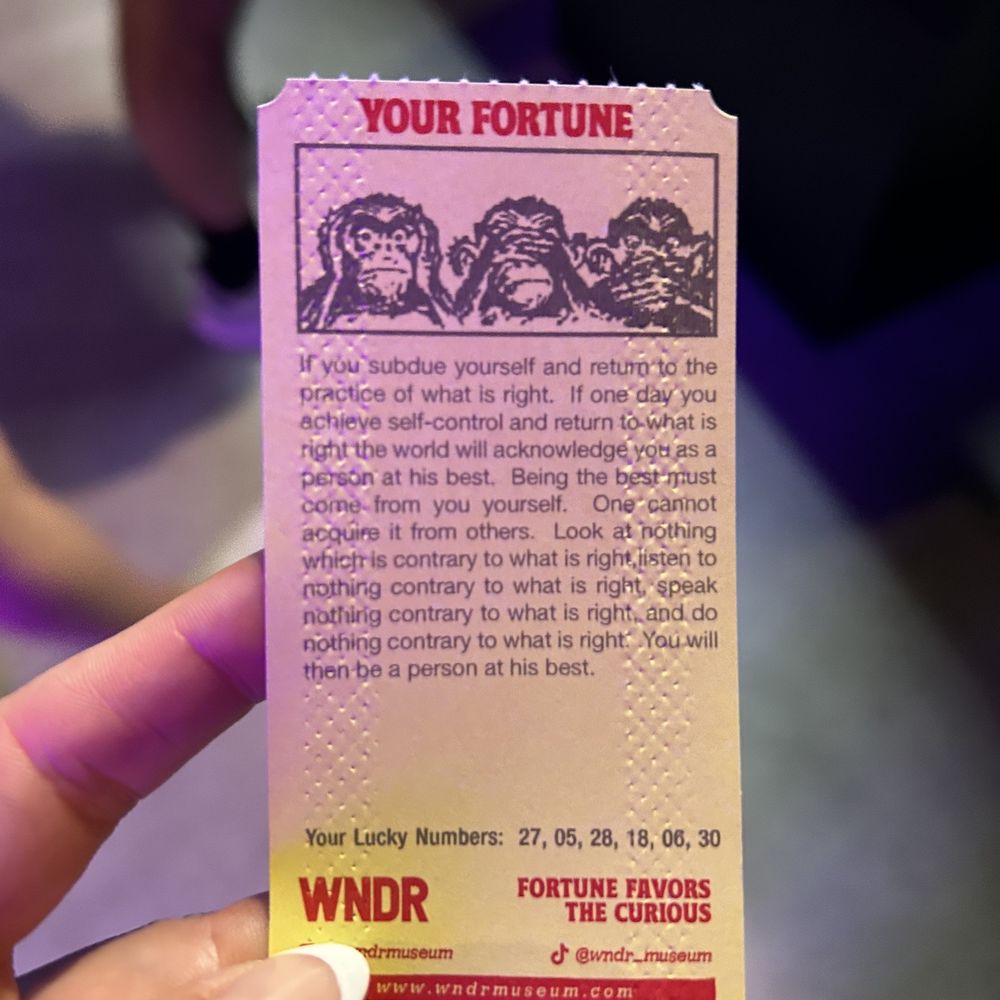 YOUR FORTUNE
If you subdue yourself and return to the
practice of what is right. If one day you
achieve self-control and return to what is
right the world will acknowledge you as a
person at his best. Being the best must
come from you yourself. One cannot
acquire it from others. Look at nothing
which is contrary to what is right,listen to
nothing contrary to what is right, speak
nothing contrary to what is right, and do
nothing contrary to what is right. You will
then be a person at his best.
Your Lucky Numbers: 27, 05, 28, 18, 06, 30
WNDR
FORTUNE FAVORS
THE CURIOUS
@wndr_museum
www.wndrmuseum.com